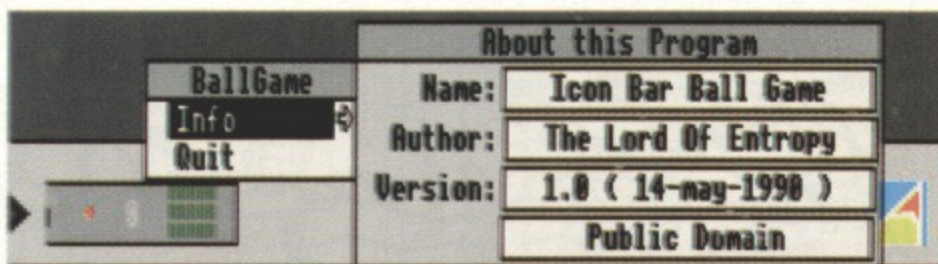 About this Program
BallGame
Info
Quit
Name: Icon Bar Ball Game
Author: The Lord Of Entropy
Version: 1.0 ( 14-may-1990 )
Public Domain